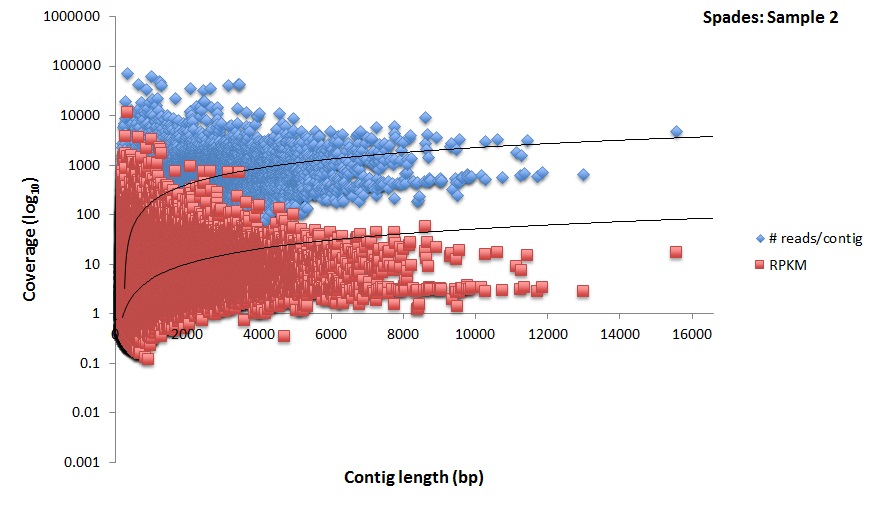 Spades: Sample 2
1000000
100000
10000
1000
100
10
1
0.1
0.01
0.001
Coverage (log10)
0 2000 4000 6000 8000 10000 12000 14000 16000
Contig length (bp)
# reads/contig
RPKM